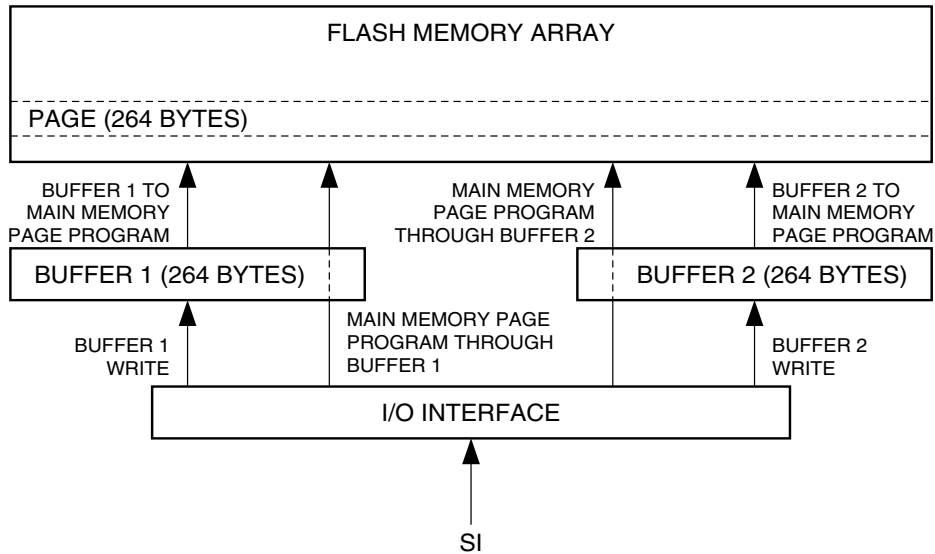 FLASH MEMORY ARRAY
PAGE (264 BYTES)
BUFFER 1 TO
MAIN MEMORY
PAGE PROGRAM
MAIN MEMORY
PAGE PROGRAM
THROUGH BUFFER 2
BUFFER 2 TO
MAIN MEMORY
PAGE PROGRAM
BUFFER 1 (264 BYTES)
BUFFER 2 (264 BYTES)
BUFFER 1
WRITE
MAIN MEMORY PAGE
PROGRAM THROUGH
BUFFER 1
BUFFER 2
WRITE
I/O INTERFACE
SI